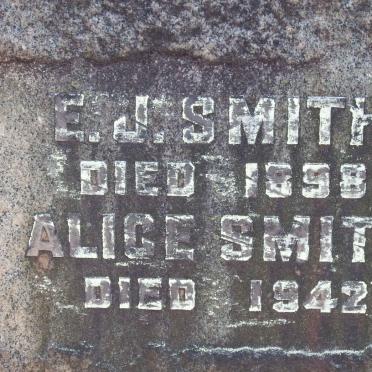 E. J. SMITH
DIED 1898
ALICE SMITH
DIED 1942